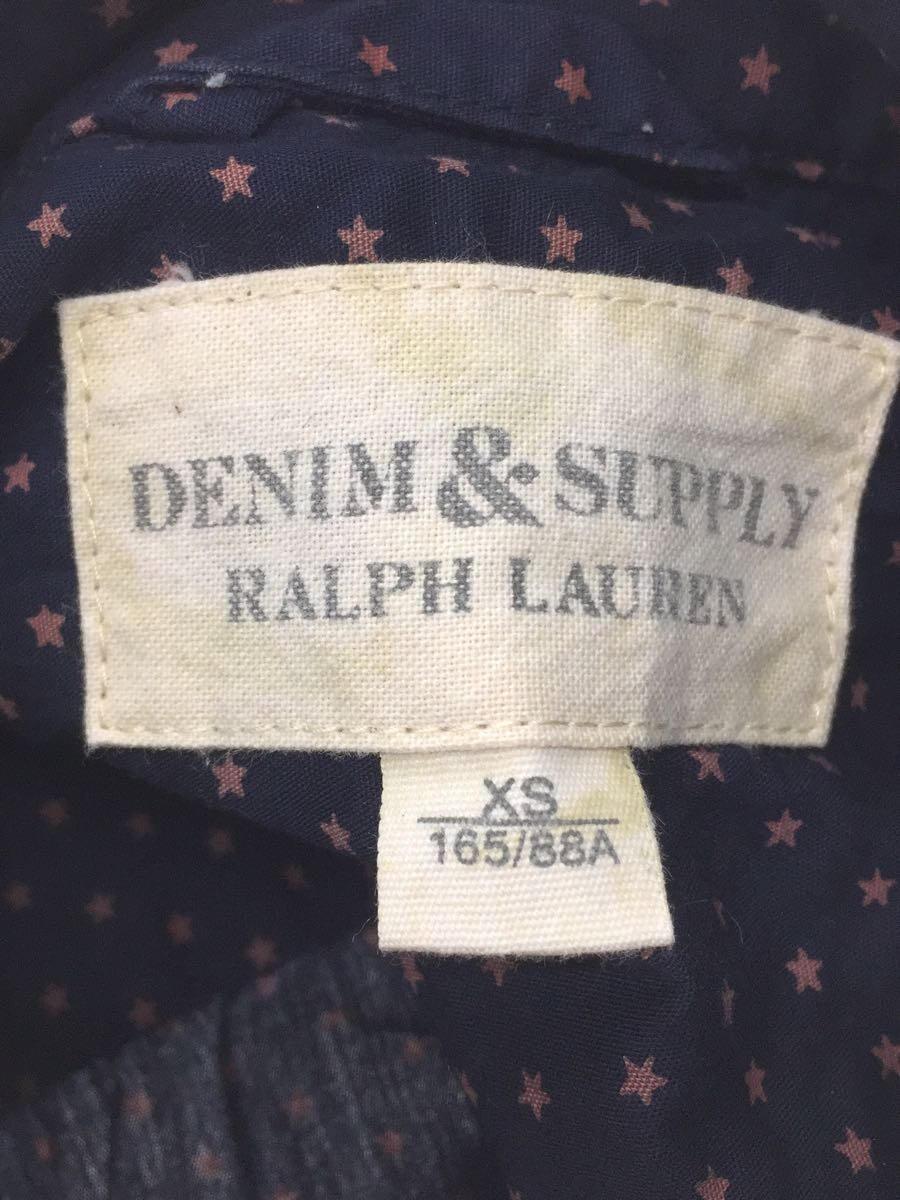 DENIM & SUPPLY
RALPH LAUREN
XS
165/88A